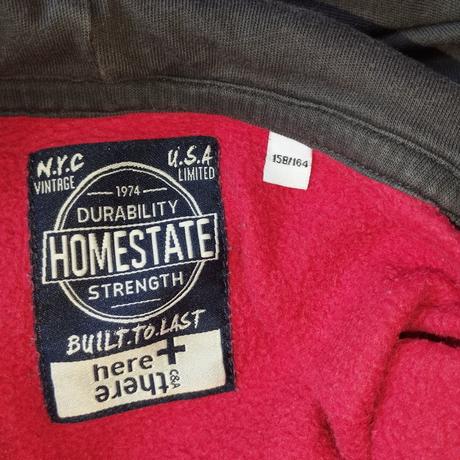 N.Y.C U.S.A
VINTAGE LIMITED
1974
DURABILITY
HOMESTATE
STRENGTH
BUILT.TO.LAST
here +
there
C&A
158/164